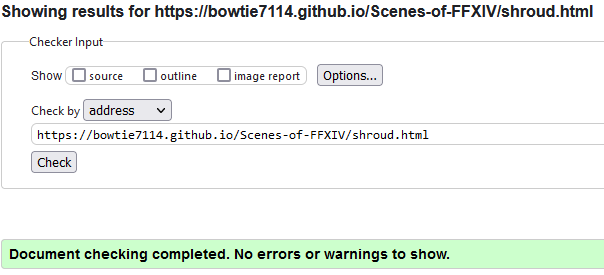 Showing results for https://bowtie7114.github.io/Scenes-of-FFXIV/shroud.html
Checker Input
Show source outline image report Options...
Check by address
https://bowtie7114.github.io/Scenes-of-FFXIV/shroud.html
Check
Document checking completed. No errors or warnings to show.